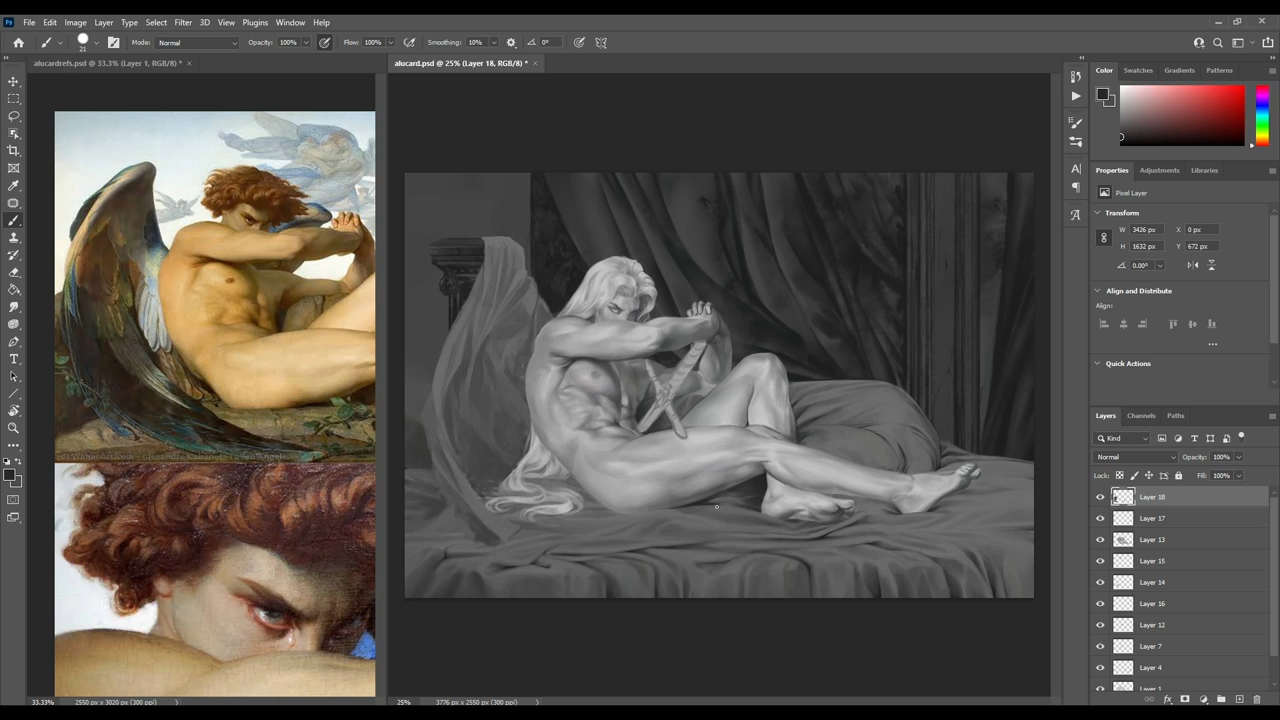 Ps File Edit Image Layer Type Select Filter 3D View Plugins Window Help
21 Mode: Normal Opacity: 100% Flow: 100% Smoothing: 10% 0°
alucardrefs.psd @ 33.3% (Layer 1, RGB/8) * ×
alucard.psd @ 25% (Layer 18, RGB/8) * ×
Color Swatches Gradients Patterns
Properties Adjustments Libraries
Pixel Layer
Transform
W 3426 px X 0 px
H 1632 px Y 672 px
0.00°
Align and Distribute
Align:
Quick Actions
Layers Channels Paths
Kind
Normal Opacity: 100%
Lock: Fill: 100%
Layer 18
Layer 17
Layer 13
Layer 15
Layer 14
Layer 16
Layer 12
Layer 7
Layer 4
Layer 1
33.33% 2550 px x 3020 px (300 ppi)
25% 3776 px x 2550 px (300 ppi)